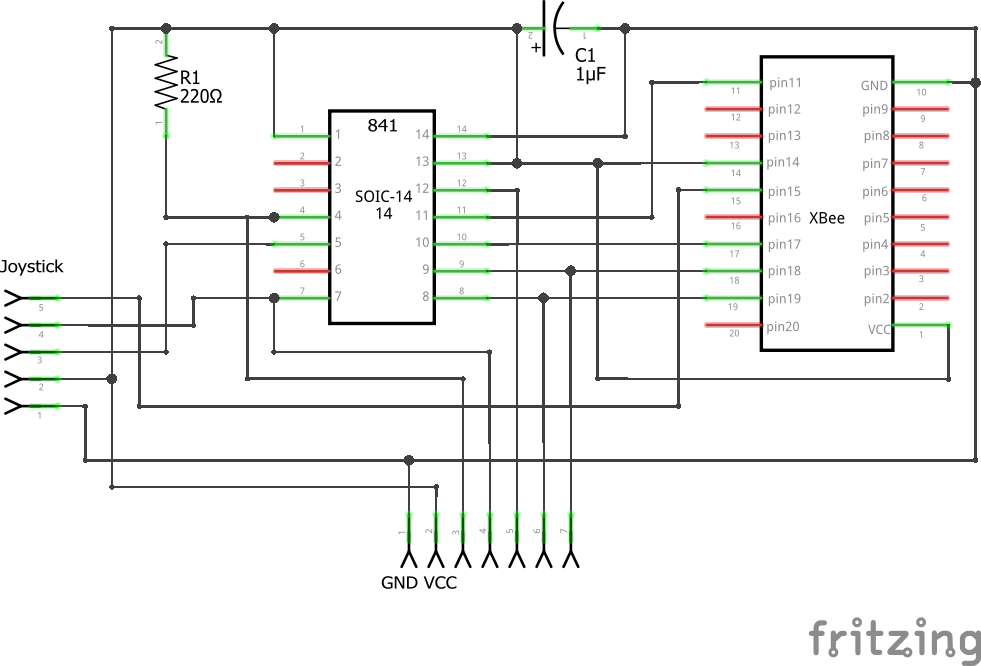 2
+
2
1
C1
1µF
R1
220Ω
1
841
SOIC-14
14
1
1
2
2
3
3
4
4
5
5
6
6
7
7
14
14
13
13
12
12
11
11
10
10
9
9
8
8
XBee
11
pin11
12
pin12
13
pin13
14
pin14
15
pin15
16
pin16
17
pin17
18
pin18
19
pin19
20
pin20
GND
10
pin9
9
pin8
8
pin7
7
pin6
6
pin5
5
pin4
4
pin3
3
pin2
2
VCC
1
Joystick
5
4
3
2
1
1
2
3
4
5
6
7
GND VCC
fritzing